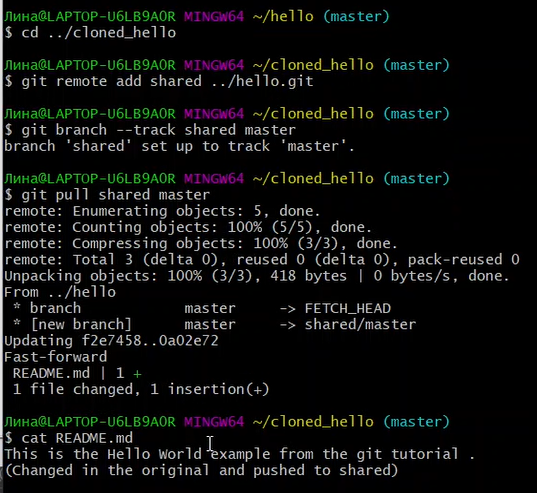 Лина@LAPTOP-U6LB9A0R MINGW64 ~/hello (master)
$ cd ../cloned_hello
Лина@LAPTOP-U6LB9A0R MINGW64 ~/cloned_hello (master)
$ git remote add shared ../hello.git
Лина@LAPTOP-U6LB9A0R MINGW64 ~/cloned_hello (master)
$ git branch --track shared master
branch 'shared' set up to track 'master'.
Лина@LAPTOP-U6LB9A0R MINGW64 ~/cloned_hello (master)
$ git pull shared master
remote: Enumerating objects: 5, done.
remote: Counting objects: 100% (5/5), done.
remote: Compressing objects: 100% (3/3), done.
remote: Total 3 (delta 0), reused 0 (delta 0), pack-reused 0
Unpacking objects: 100% (3/3), 418 bytes | 0 bytes/s, done.
From ../hello
 * branch            master     -> FETCH_HEAD
 * [new branch]      master     -> shared/master
Updating f2e7458..0a02e72
Fast-forward
 README.md | 1 +
 1 file changed, 1 insertion(+)
Лина@LAPTOP-U6LB9A0R MINGW64 ~/cloned_hello (master)
$ cat README.md
This is the Hello World example from the git tutorial .
(Changed in the original and pushed to shared)